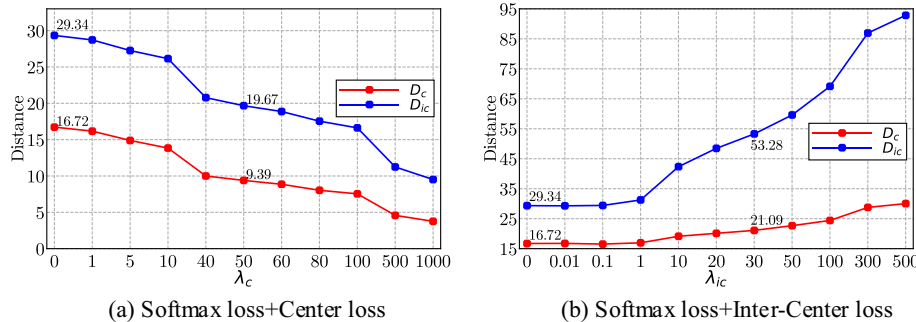 30
25
20
15
10
5
0
Distance
29.34
19.67
16.72
9.39
D_c
D_ic
0 1 5 10 40 50 60 80 100 500 1000
λ_c
(a) Softmax loss+Center loss
95
85
75
65
55
45
35
25
15
Distance
53.28
29.34
21.09
16.72
D_c
D_ic
0 0.01 0.1 1 10 20 30 50 100 300 500
λ_ic
(b) Softmax loss+Inter-Center loss